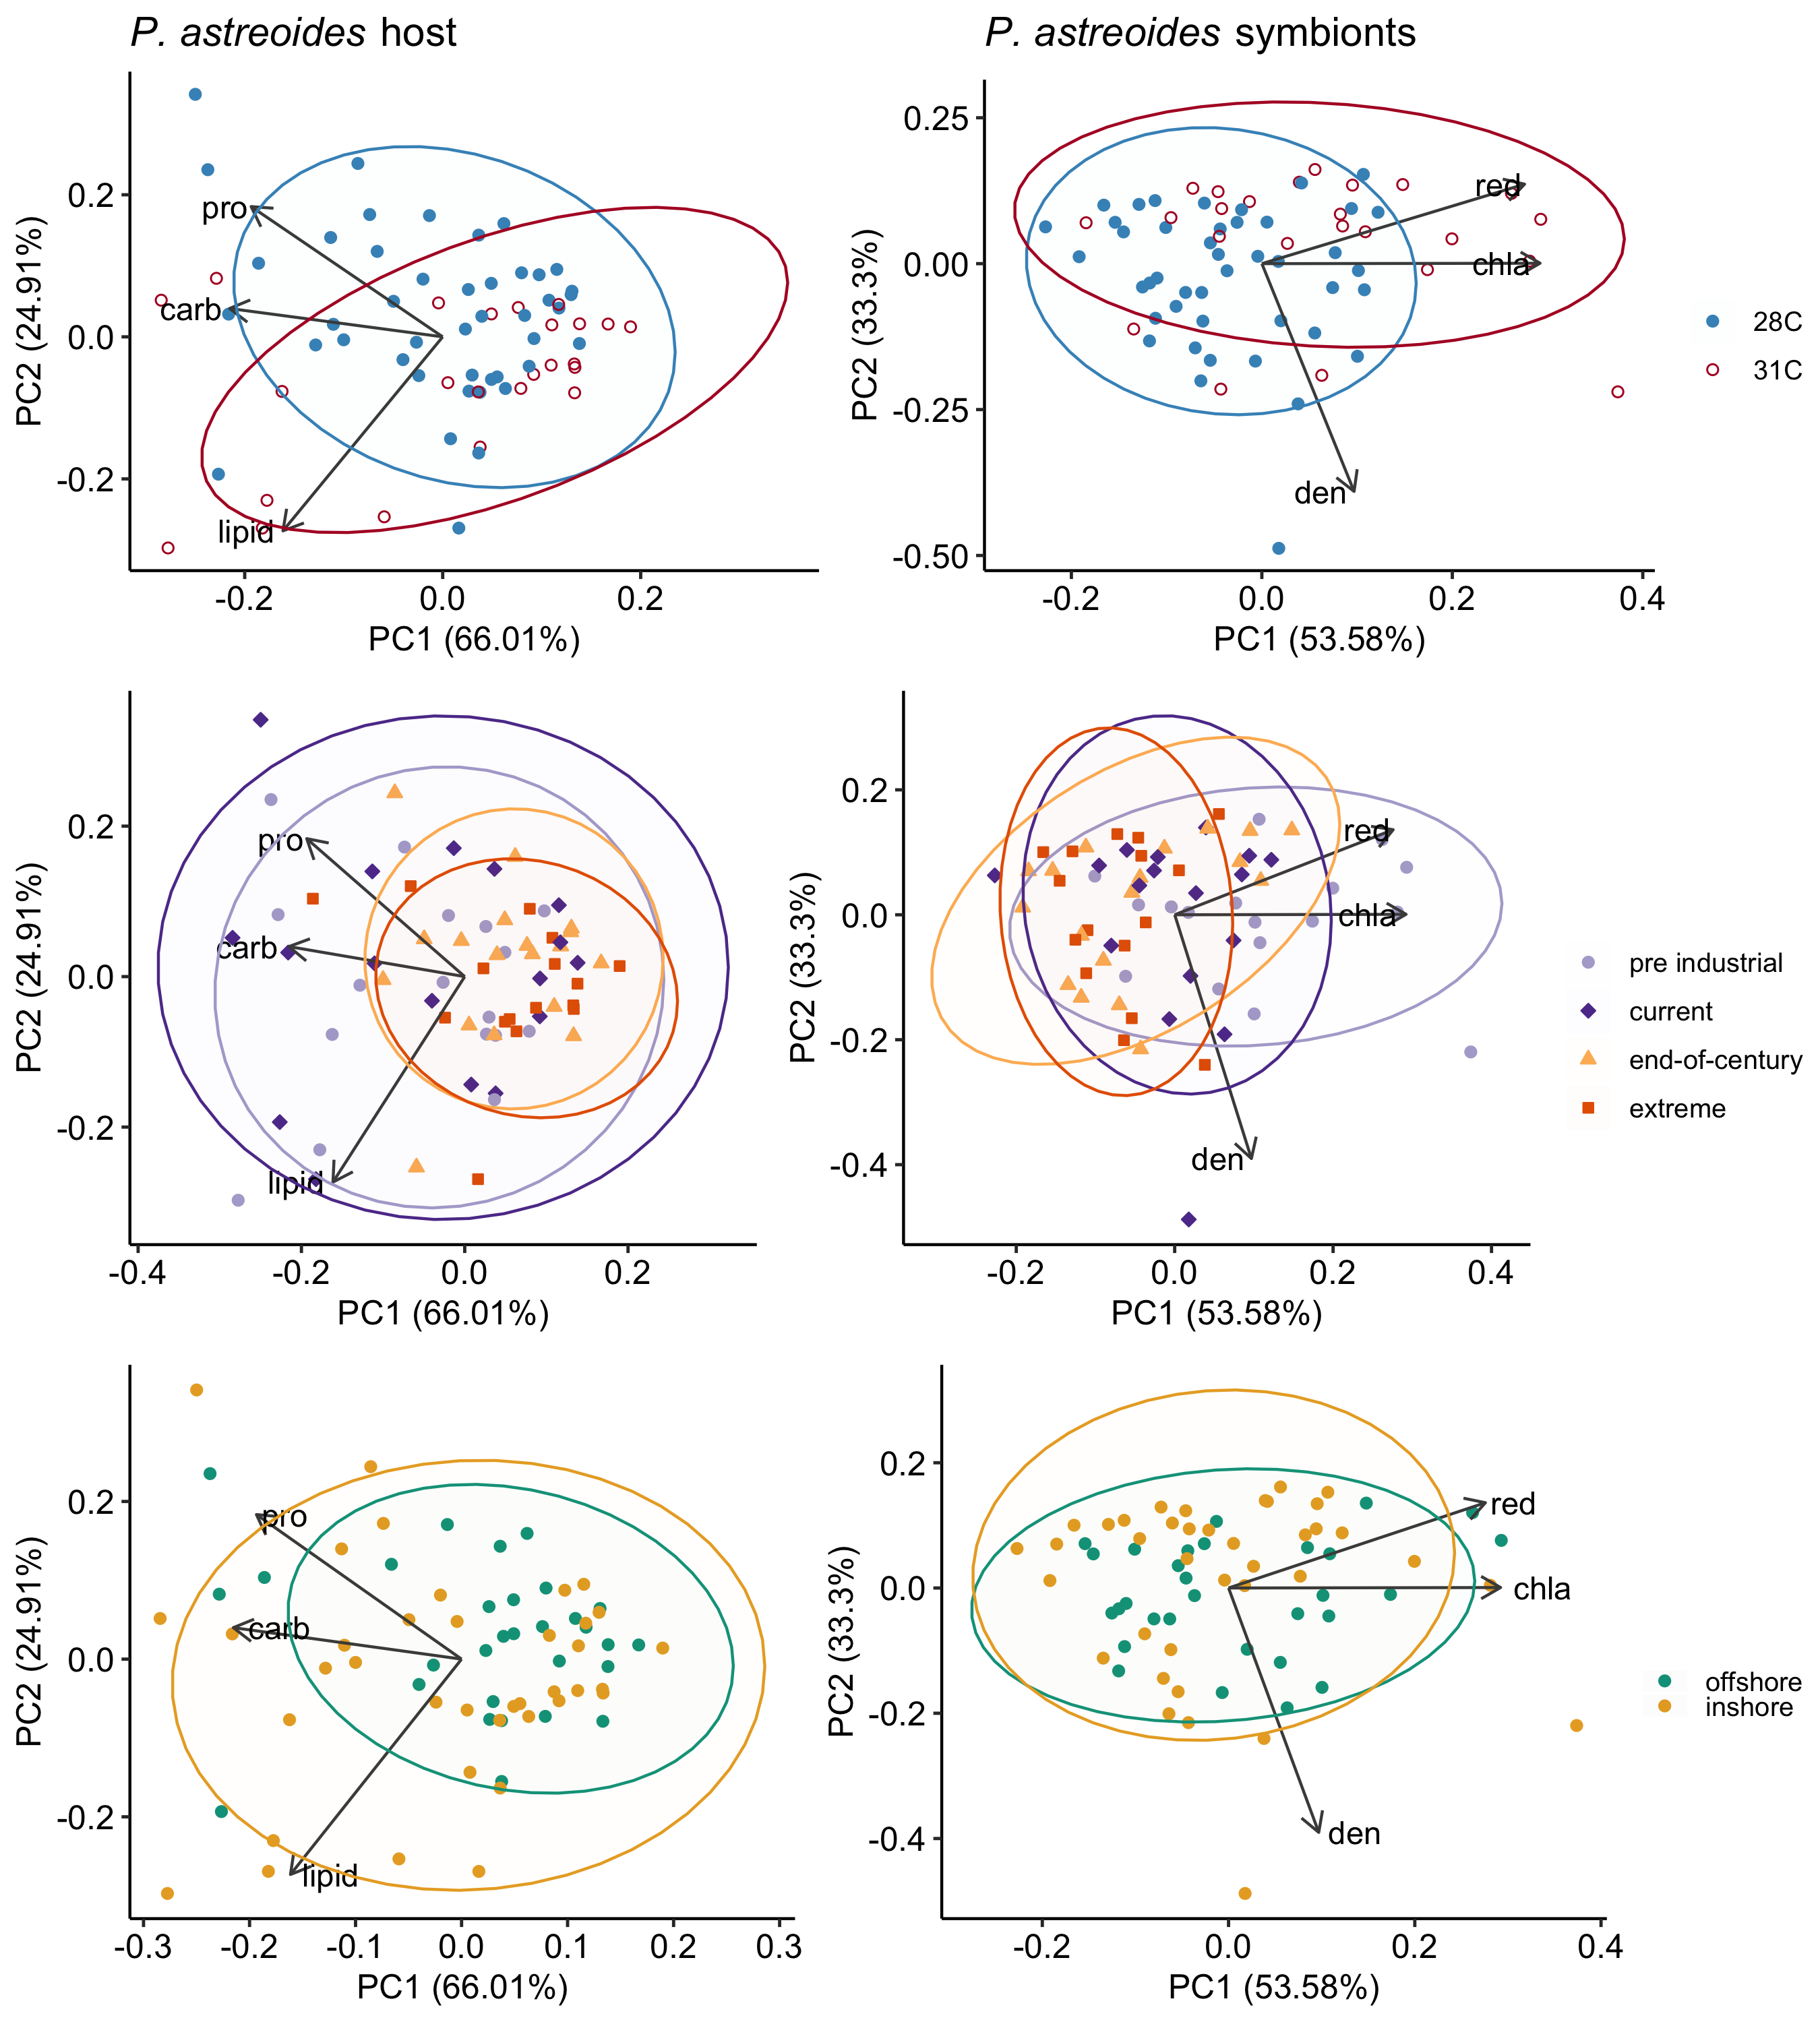 P. astreoides host
P. astreoides symbionts
0.2
0.0
-0.2
PC2 (24.91%)
pro
carb
lipid
-0.2
0.0
0.2
PC1 (66.01%)
0.25
0.00
-0.25
-0.50
PC2 (33.3%)
red
chla
den
-0.2
0.0
0.2
0.4
PC1 (53.58%)
28C
31C
0.2
0.0
-0.2
PC2 (24.91%)
pro
carb
lipid
-0.4
-0.2
0.0
0.2
PC1 (66.01%)
0.2
0.0
-0.2
-0.4
PC2 (33.3%)
red
chla
den
-0.2
0.0
0.2
0.4
PC1 (53.58%)
pre industrial
current
end-of-century
extreme
0.2
0.0
-0.2
PC2 (24.91%)
pro
carb
lipid
-0.3
-0.2
-0.1
0.0
0.1
0.2
0.3
PC1 (66.01%)
0.2
0.0
-0.2
-0.4
PC2 (33.3%)
red
chla
den
-0.2
0.0
0.2
0.4
PC1 (53.58%)
offshore
inshore